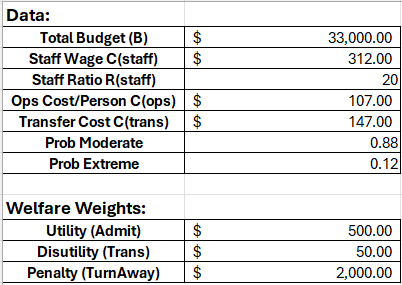 Data:
Total Budget (B) $ 33,000.00
Staff Wage C(staff) $ 312.00
Staff Ratio R(staff) 20
Ops Cost/Person C(ops) $ 107.00
Transfer Cost C(trans) $ 147.00
Prob Moderate 0.88
Prob Extreme 0.12
Welfare Weights:
Utility (Admit) $ 500.00
Disutility (Trans) $ 50.00
Penalty (TurnAway) $ 2,000.00